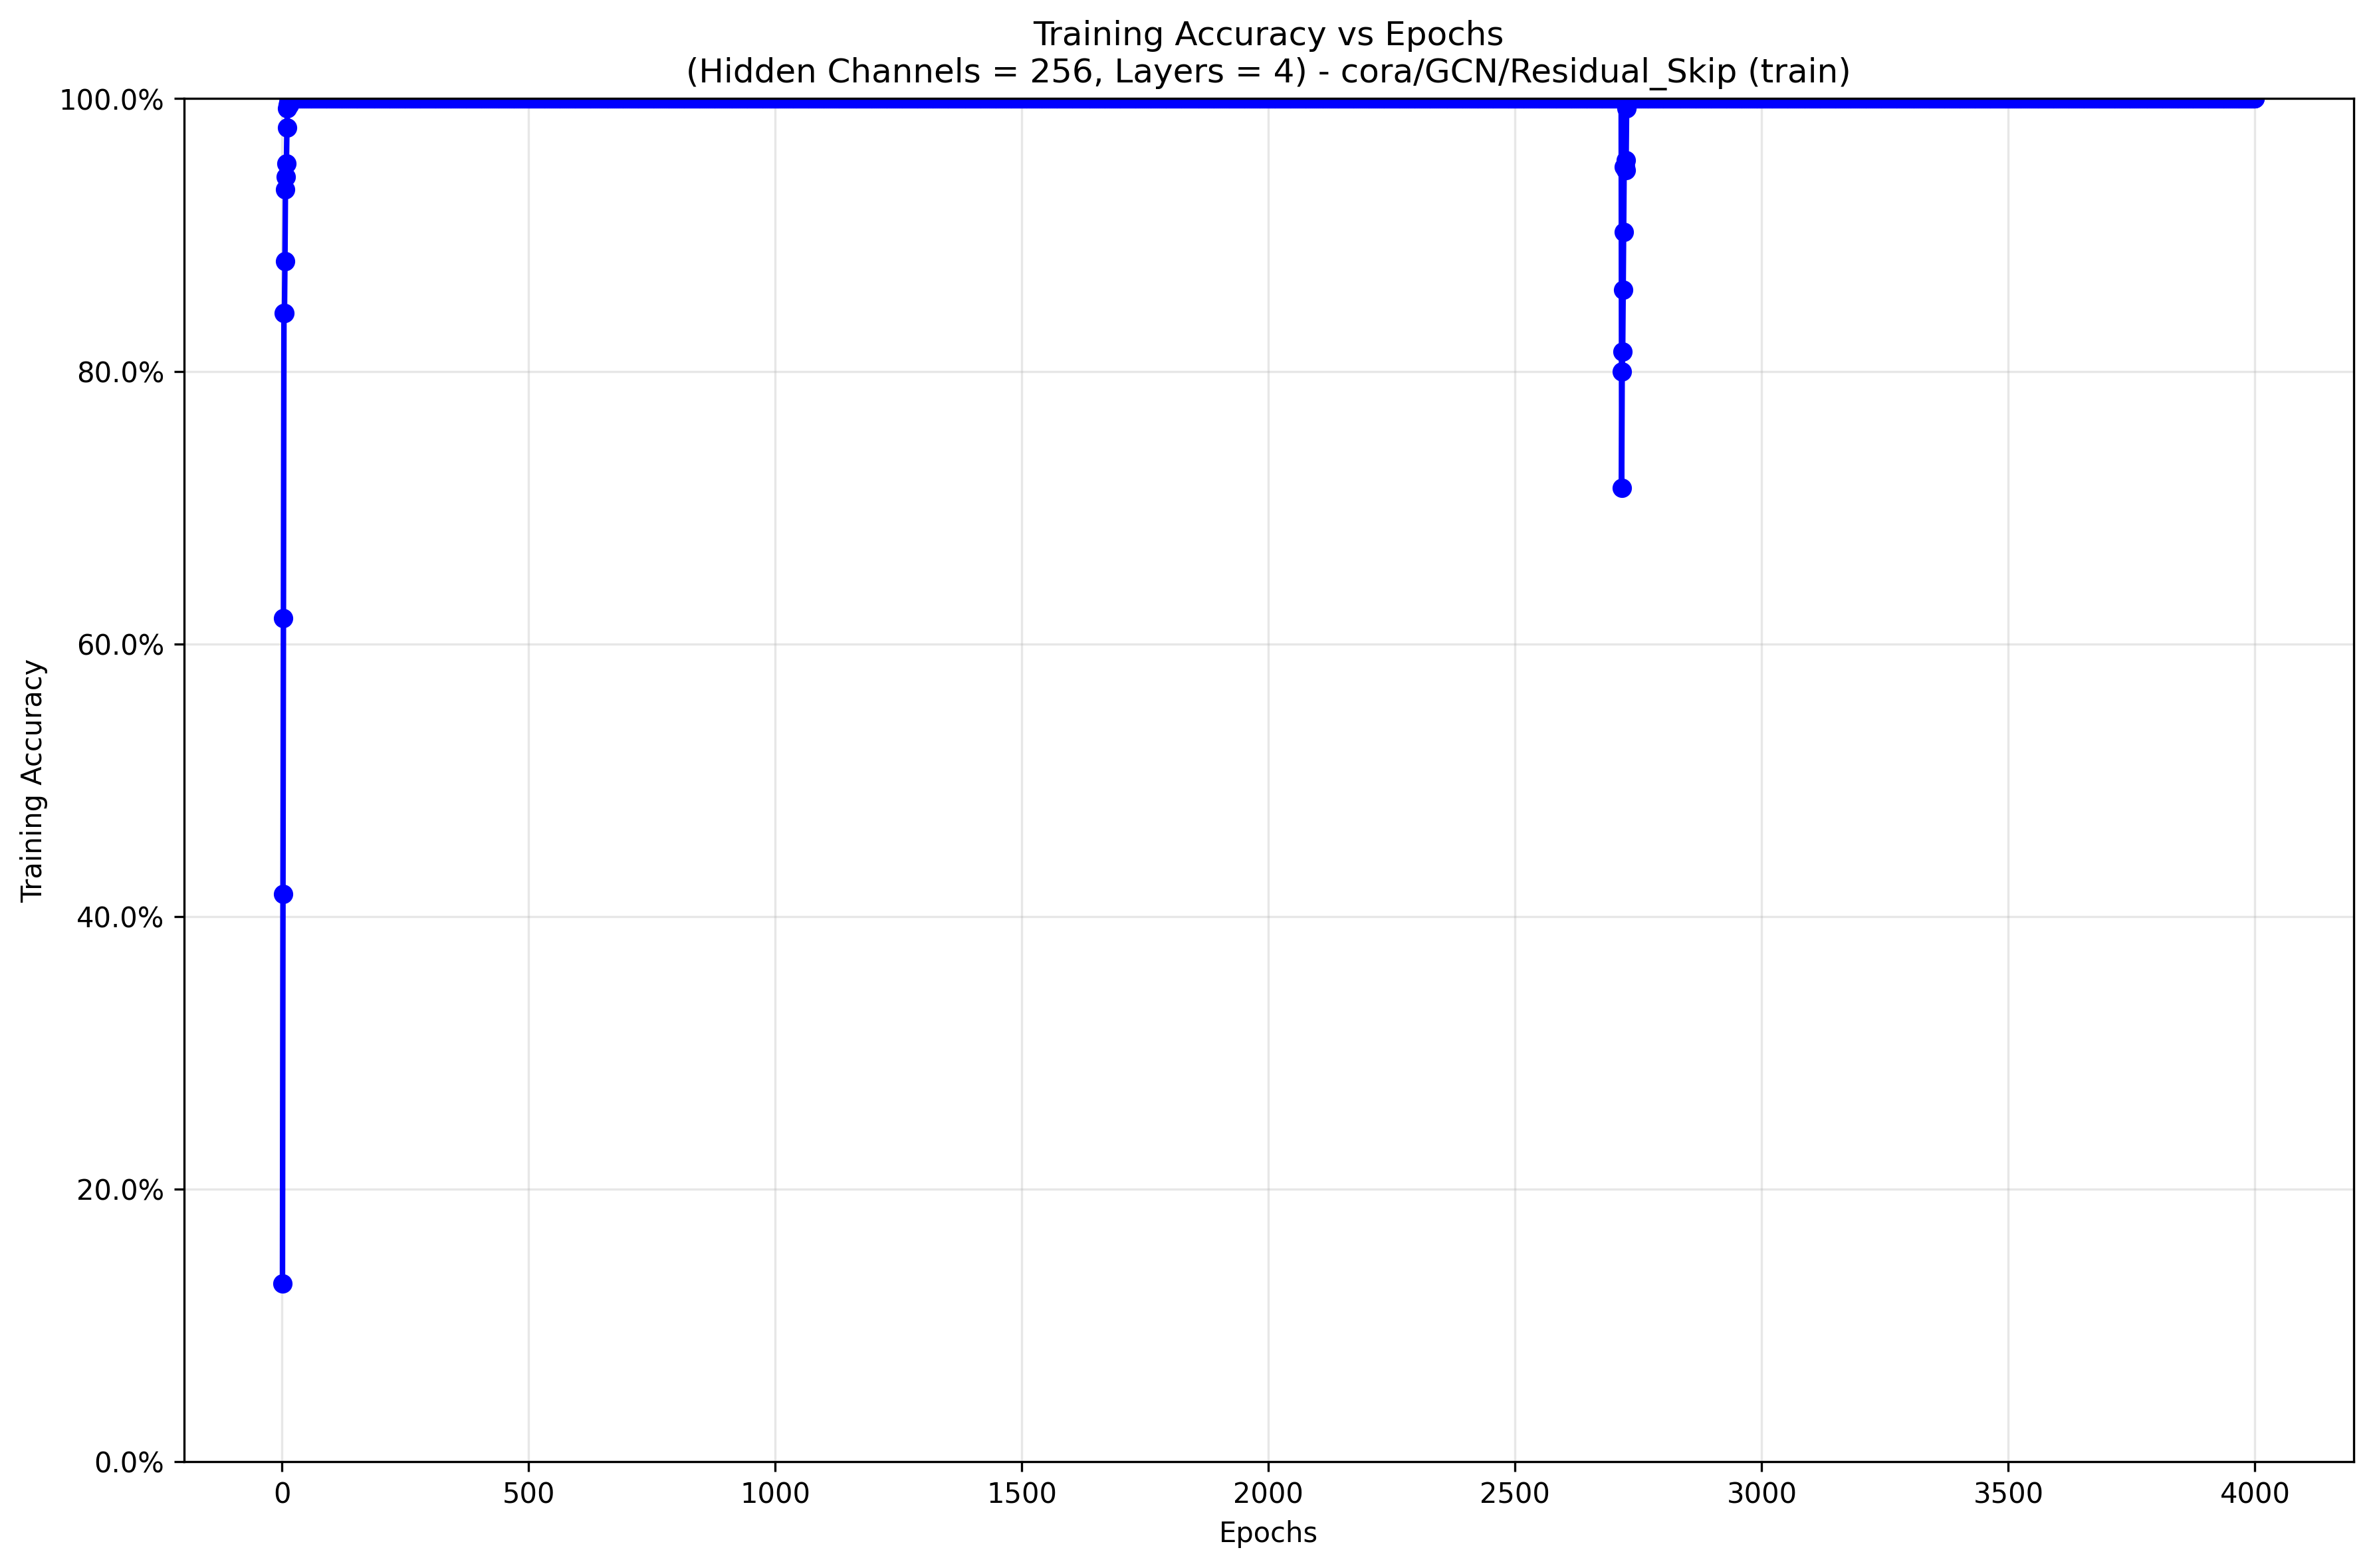 Training Accuracy vs Epochs
(Hidden Channels = 256, Layers = 4) - cora/GCN/Residual_Skip (train)
100.0%
80.0%
60.0%
40.0%
20.0%
0.0%
Training Accuracy
0 500 1000 1500 2000 2500 3000 3500 4000
Epochs